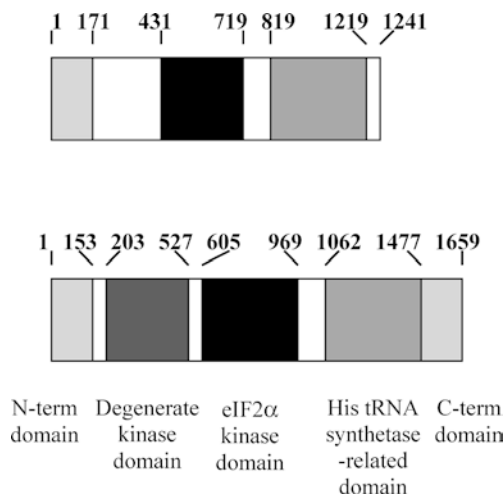 1 171 431 719 819 1219 1241
1 153 203 527 605 969 1062 1477 1659
N-term Degenerate eIF2α His tRNA C-term
domain kinase kinase synthetase domain
domain domain -related
domain